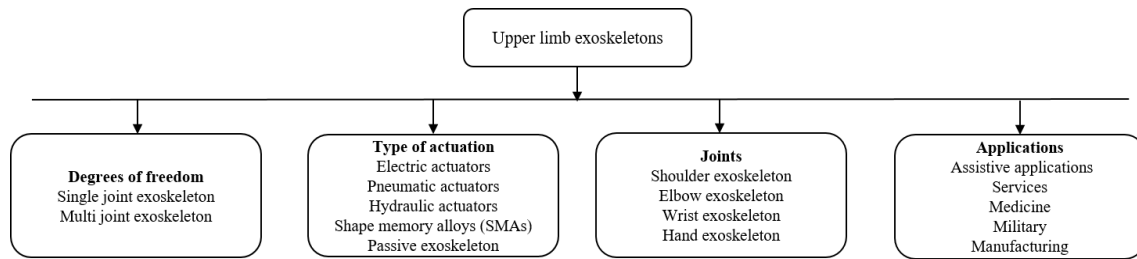 Upper limb exoskeletons
Degrees of freedom
Single joint exoskeleton
Multi joint exoskeleton
Type of actuation
Electric actuators
Pneumatic actuators
Hydraulic actuators
Shape memory alloys (SMAs)
Passive exoskeleton
Joints
Shoulder exoskeleton
Elbow exoskeleton
Wrist exoskeleton
Hand exoskeleton
Applications
Assistive applications
Services
Medicine
Military
Manufacturing